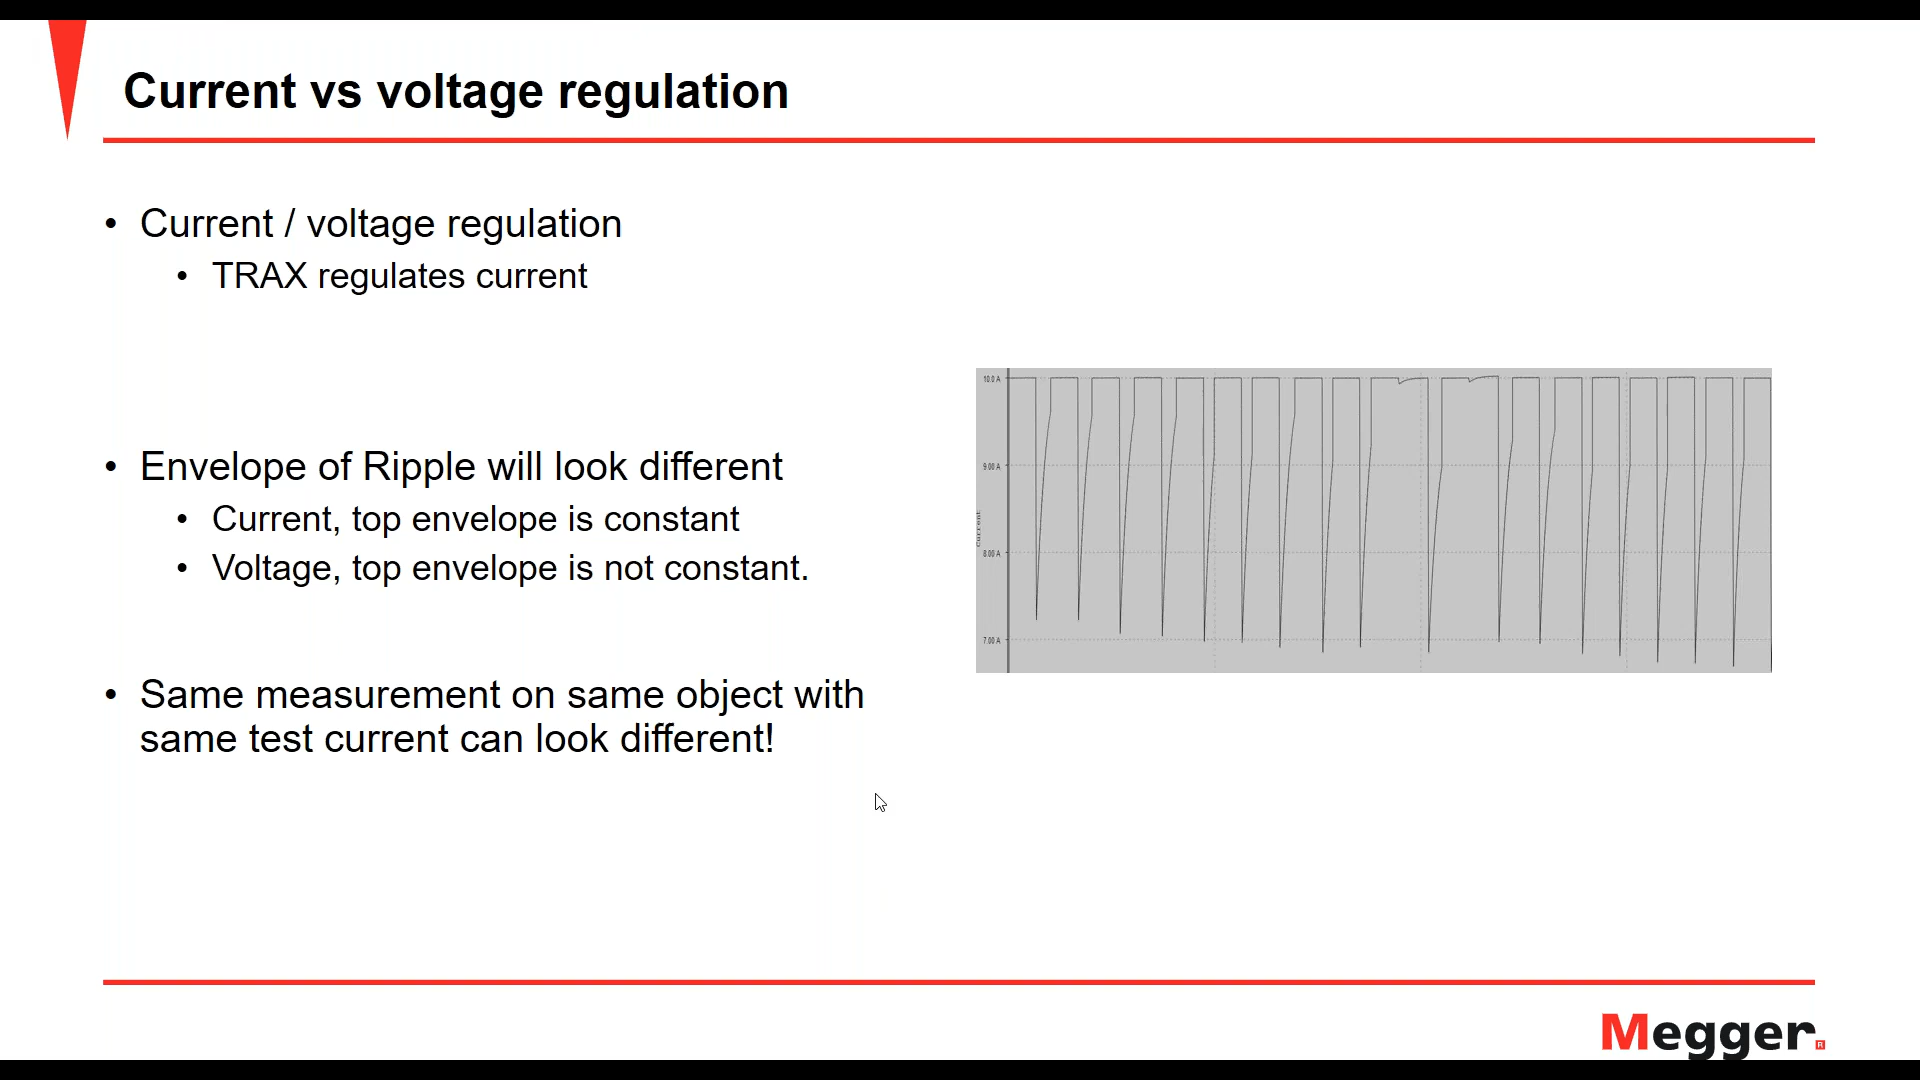 Current vs voltage regulation
• Current / voltage regulation
• TRAX regulates current
• Envelope of Ripple will look different
• Current, top envelope is constant
• Voltage, top envelope is not constant.
• Same measurement on same object with
same test current can look different!
10.0 A
9.00 A
8.00 A
7.00 A
Current
Megger.